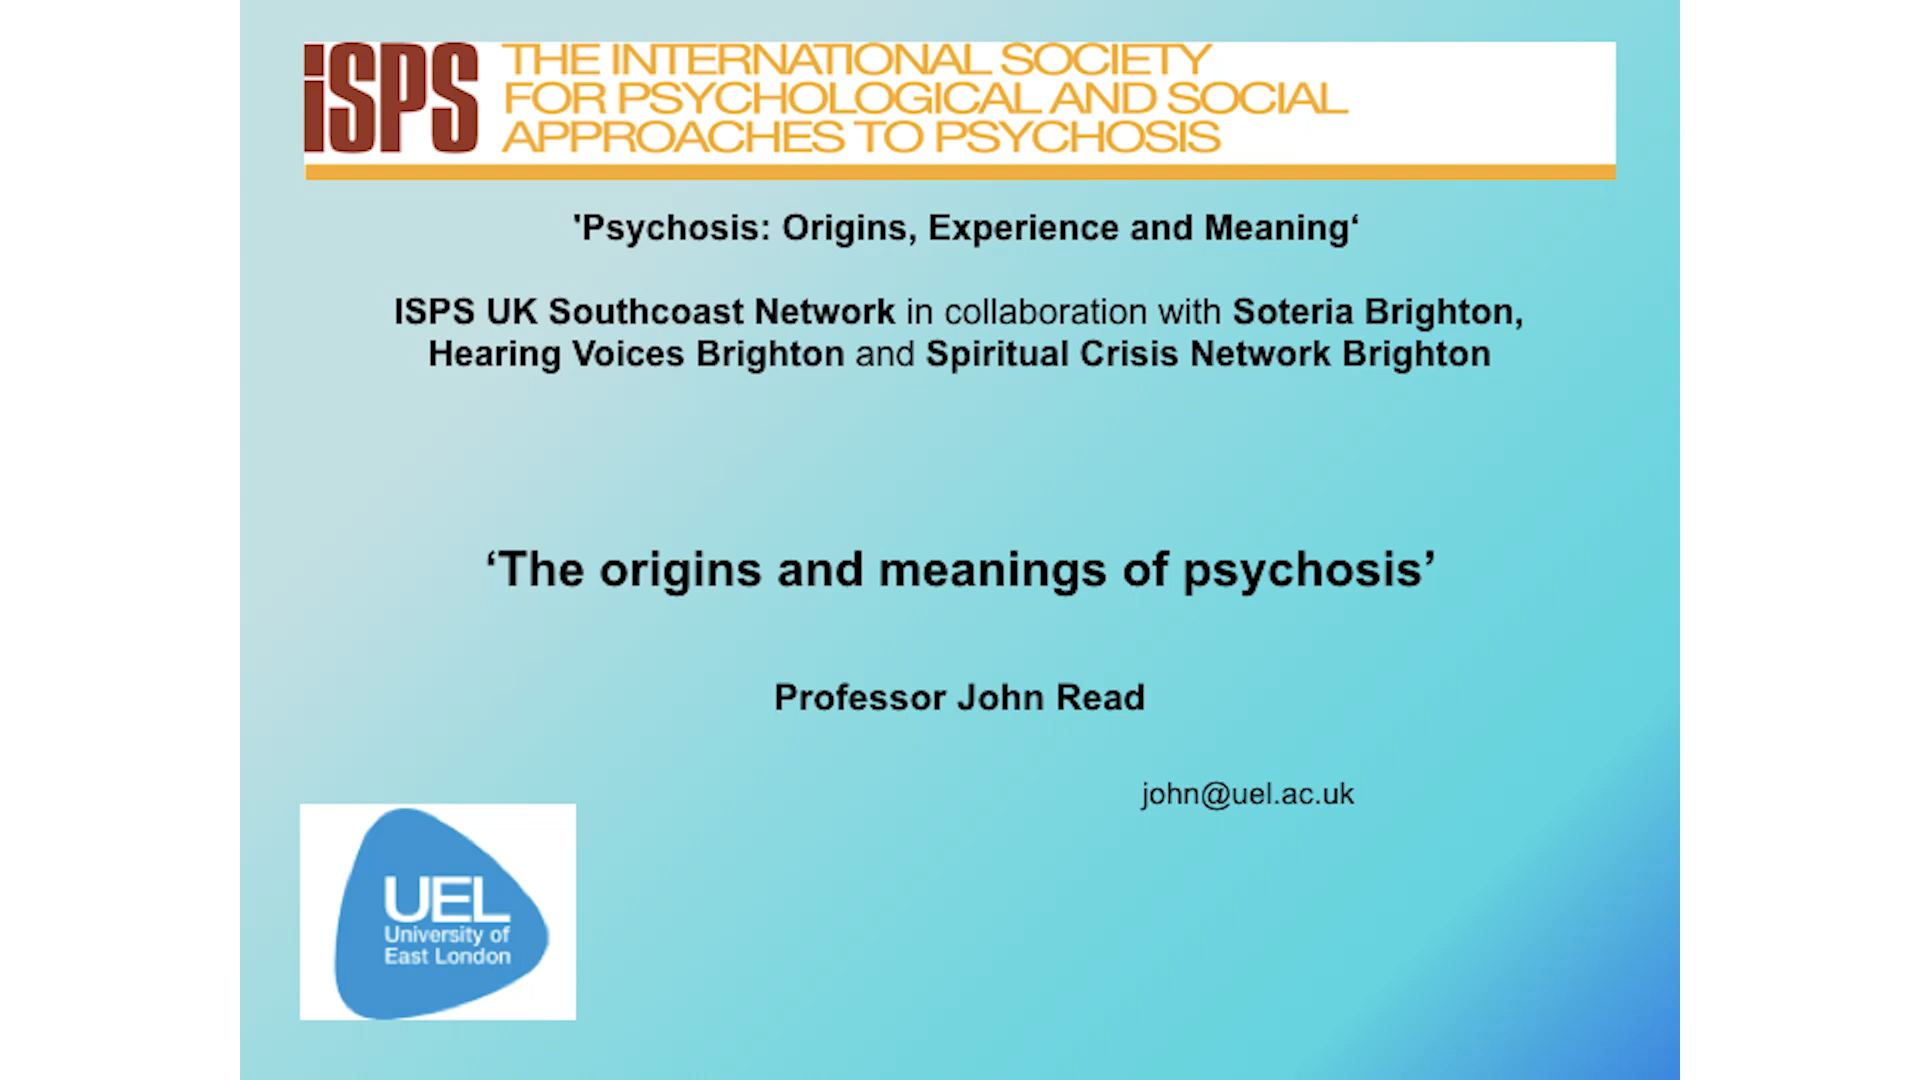 iSPS THE INTERNATIONAL SOCIETY
FOR PSYCHOLOGICAL AND SOCIAL
APPROACHES TO PSYCHOSIS
'Psychosis: Origins, Experience and Meaning‘
ISPS UK Southcoast Network in collaboration with Soteria Brighton,
Hearing Voices Brighton and Spiritual Crisis Network Brighton
‘The origins and meanings of psychosis’
Professor John Read
john@uel.ac.uk
UEL
University of
East London